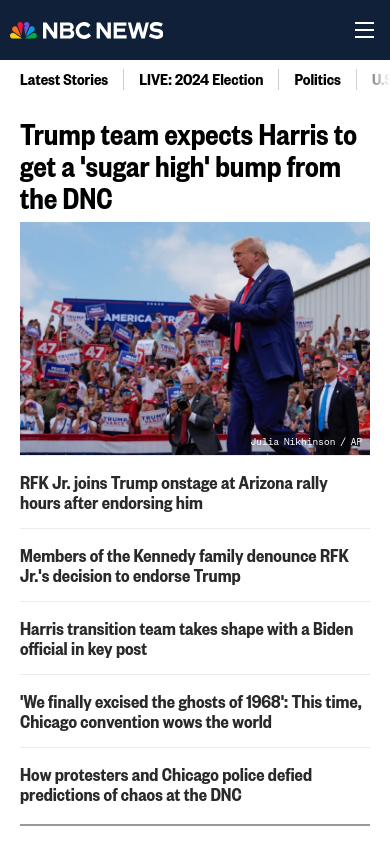 NBC NEWS
Latest Stories
LIVE: 2024 Election
Politics
U.S
Trump team expects Harris to
get a 'sugar high' bump from
the DNC
AMERICA STRO
47
47
47
Julia Nikhinson / AP
RFK Jr. joins Trump onstage at Arizona rally
hours after endorsing him
Members of the Kennedy family denounce RFK
Jr.'s decision to endorse Trump
Harris transition team takes shape with a Biden
official in key post
'We finally excised the ghosts of 1968': This time,
Chicago convention wows the world
How protesters and Chicago police defied
predictions of chaos at the DNC